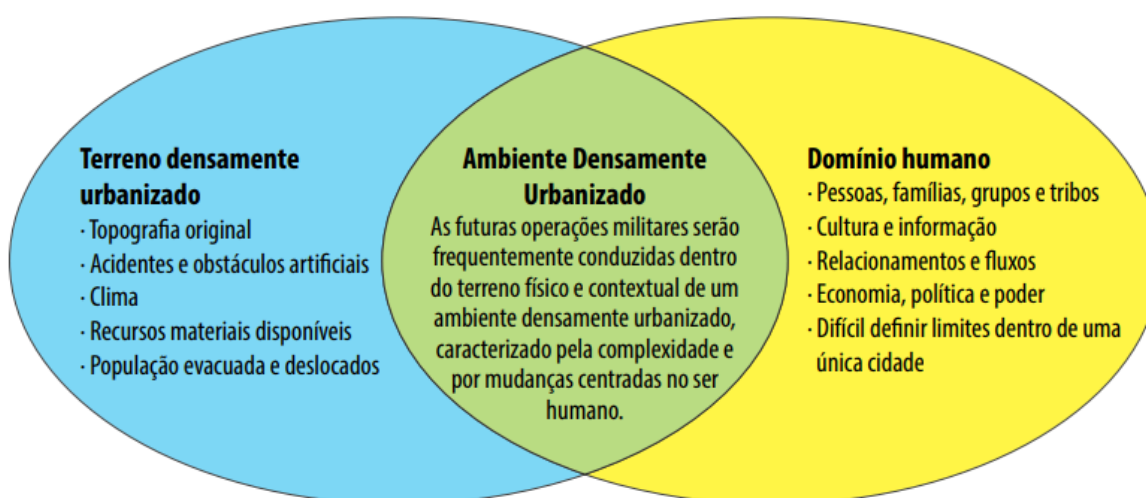 Terreno densamente
urbanizado
· Topografia original
· Acidentes e obstáculos artificiais
· Clima
· Recursos materiais disponíveis
· População evacuada e deslocados
Ambiente Densamente
Urbanizado
As futuras operações militares serão
frequentemente conduzidas dentro
do terreno físico e contextual de um
ambiente densamente urbanizado,
caracterizado pela complexidade e
por mudanças centradas no ser
humano.
Domínio humano
· Pessoas, famílias, grupos e tribos
· Cultura e informação
· Relacionamentos e fluxos
· Economia, política e poder
· Difícil definir limites dentro de uma
única cidade